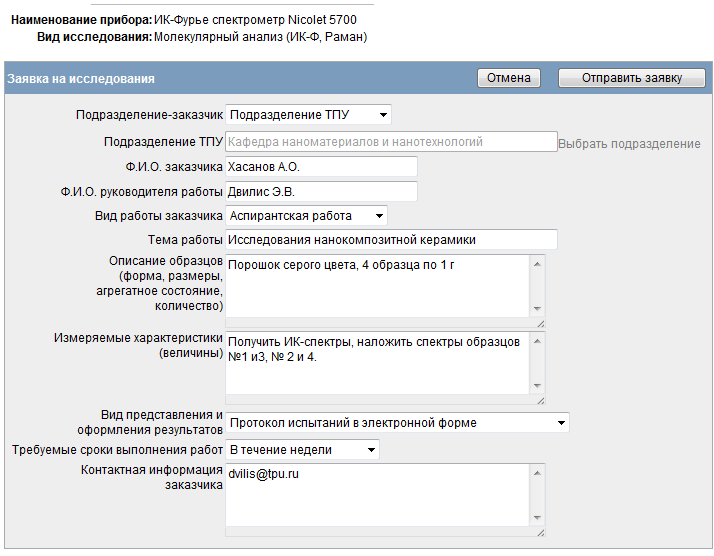 Наименование прибора: ИК-Фурье спектрометр Nicolet 5700
Вид исследования: Молекулярный анализ (ИК-Ф, Раман)
Заявка на исследования
Отмена
Отправить заявку
Подразделение-заказчик
Подразделение ТПУ
Подразделение ТПУ
Кафедра наноматериалов и нанотехнологий
Выбрать подразделение
Ф.И.О. заказчика
Хасанов А.О.
Ф.И.О. руководителя работы
Двилис Э.В.
Вид работы заказчика
Аспирантская работа
Тема работы
Исследования нанокомпозитной керамики
Описание образцов
(форма, размеры,
агрегатное состояние,
количество)
Порошок серого цвета, 4 образца по 1 г
Измеряемые характеристики
(величины)
Получить ИК-спектры, наложить спектры образцов
№1 и3, № 2 и 4.
Вид представления и
оформления результатов
Протокол испытаний в электронной форме
Требуемые сроки выполнения работ
В течение недели
Контактная информация
заказчика
dvilis@tpu.ru